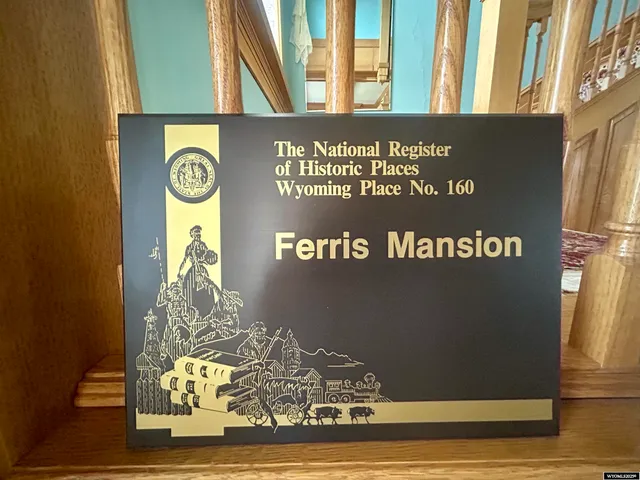 The National Register
of Historic Places
Wyoming Place No. 160
Ferris Mansion